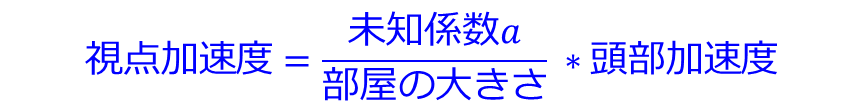 視点加速度 = 未知係数a / 部屋の大きさ * 頭部加速度